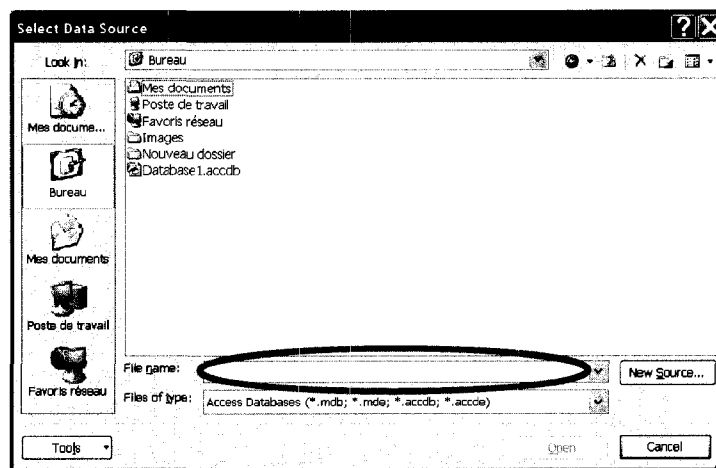 Select Data Source
Look in:
Bureau
Mes documents
Poste de travail
Favoris réseau
Images
Nouveau dossier
Database1.accdb
Mes docume...
Bureau
Mes documents
Poste de travail
Favoris réseau
File name:
New Source...
Files of type:
Access Databases (*.mdb; *.mde; *.accdb; *.accde)
Tools
Open
Cancel